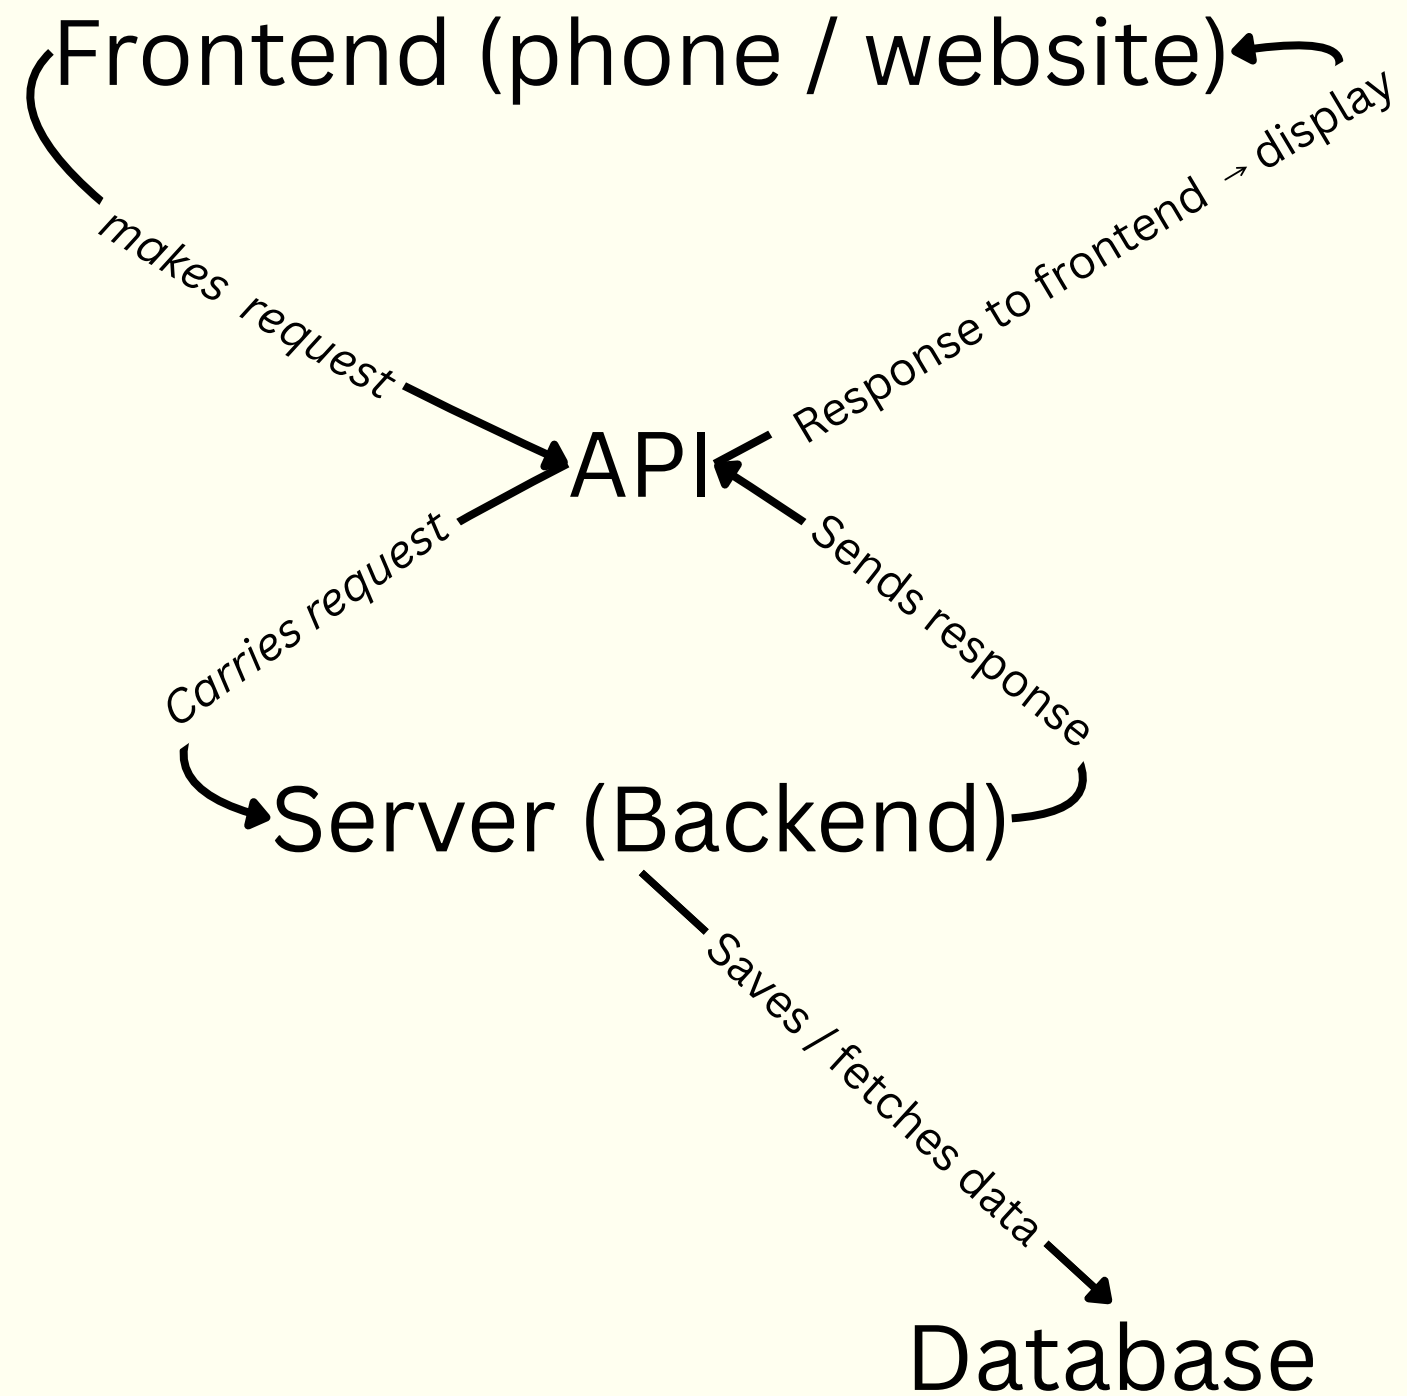 Frontend (phone / website)
makes request
Response to frontend → display
API
Carries request
Sends response
Server (Backend)
Saves / fetches data
Database